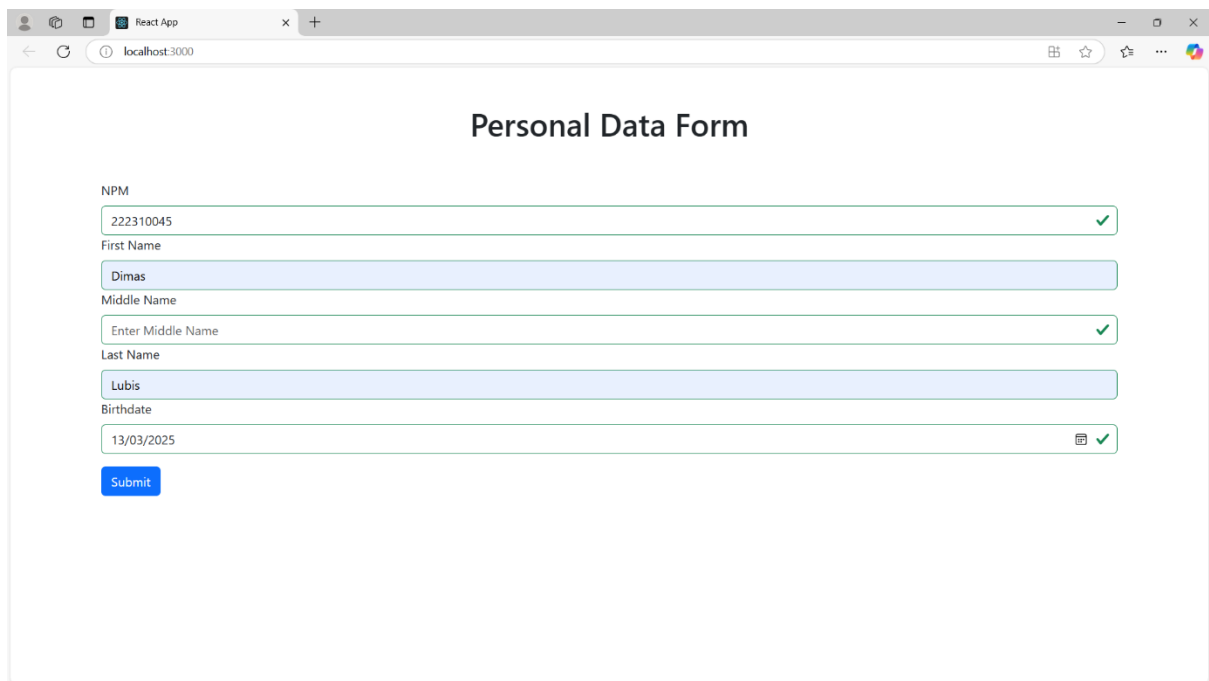 React App
localhost:3000
Personal Data Form
NPM
222310045
First Name
Dimas
Middle Name
Enter Middle Name
Last Name
Lubis
Birthdate
13/03/2025
Submit